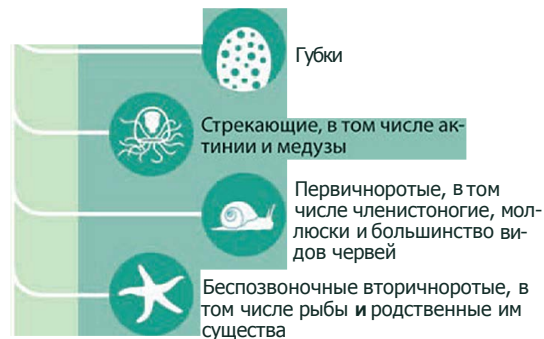 Губки
Стрекающие, в том числе ак-
тинии и медузы
Первичноротые, в том
числе членистоногие, мол-
люски и большинство ви-
дов червей
Беспозвоночные вторичноротые, в
том числе рыбы и родственные им
существа